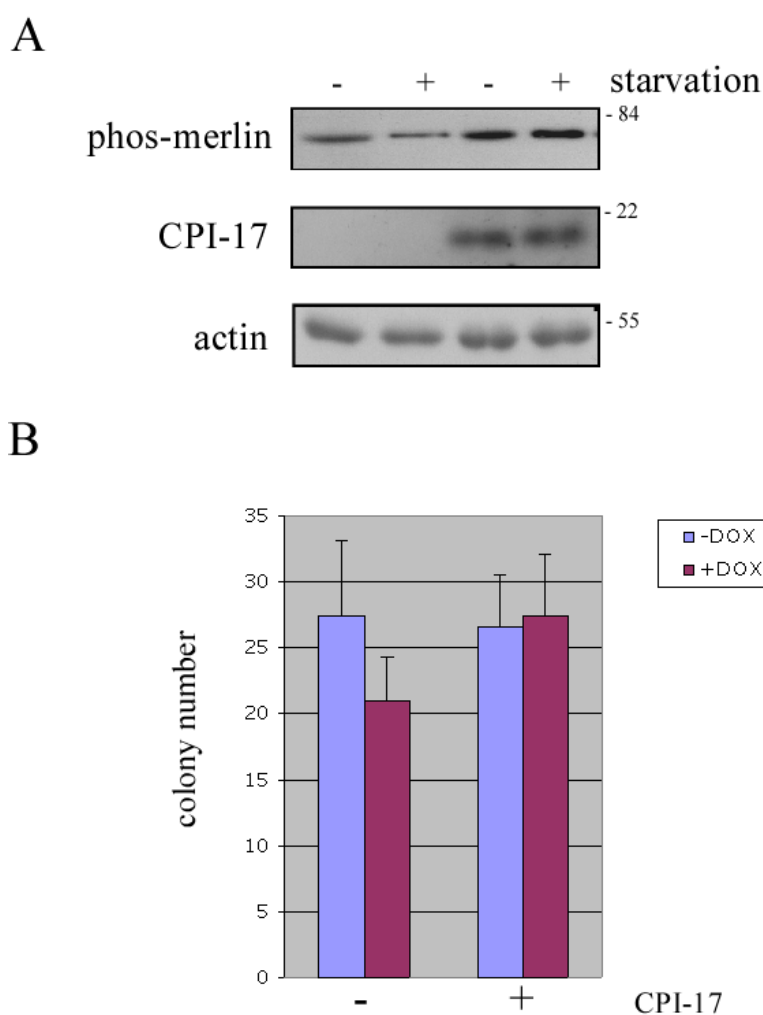 A
- + - + starvation
phos-merlin
- 84
CPI-17
- 22
actin
- 55
B
35
30
25
20
15
10
5
0
colony number
-DOX
+DOX
- + CPI-17